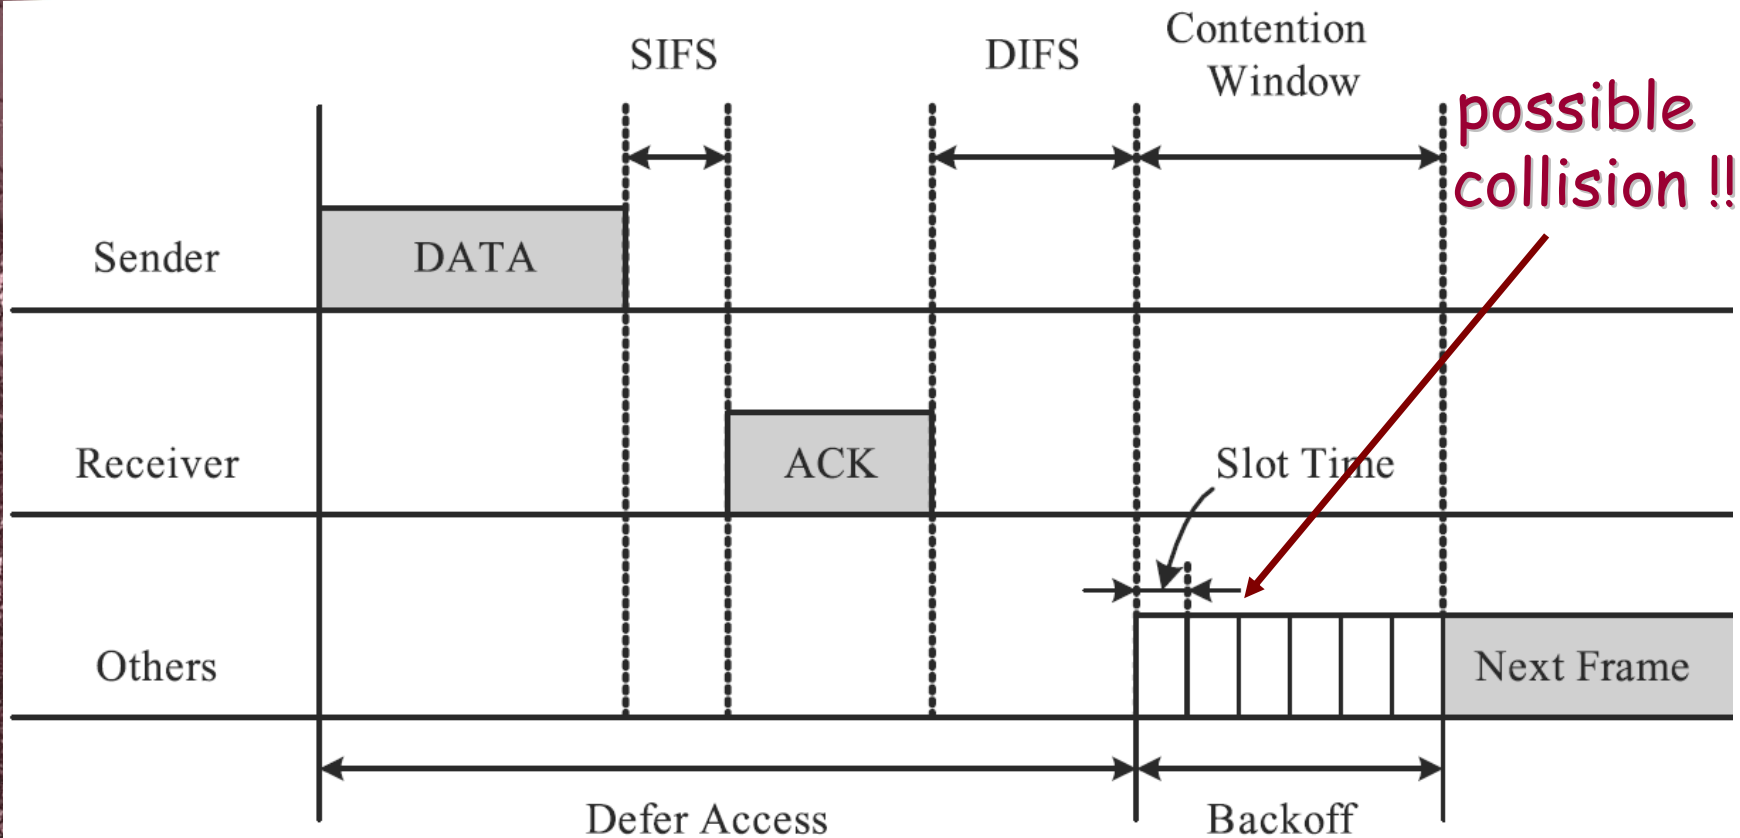 SIFS
DIFS
Contention
Window
possible
collision !!
Sender
DATA
Receiver
ACK
Slot Time
Others
Next Frame
Defer Access
Backoff